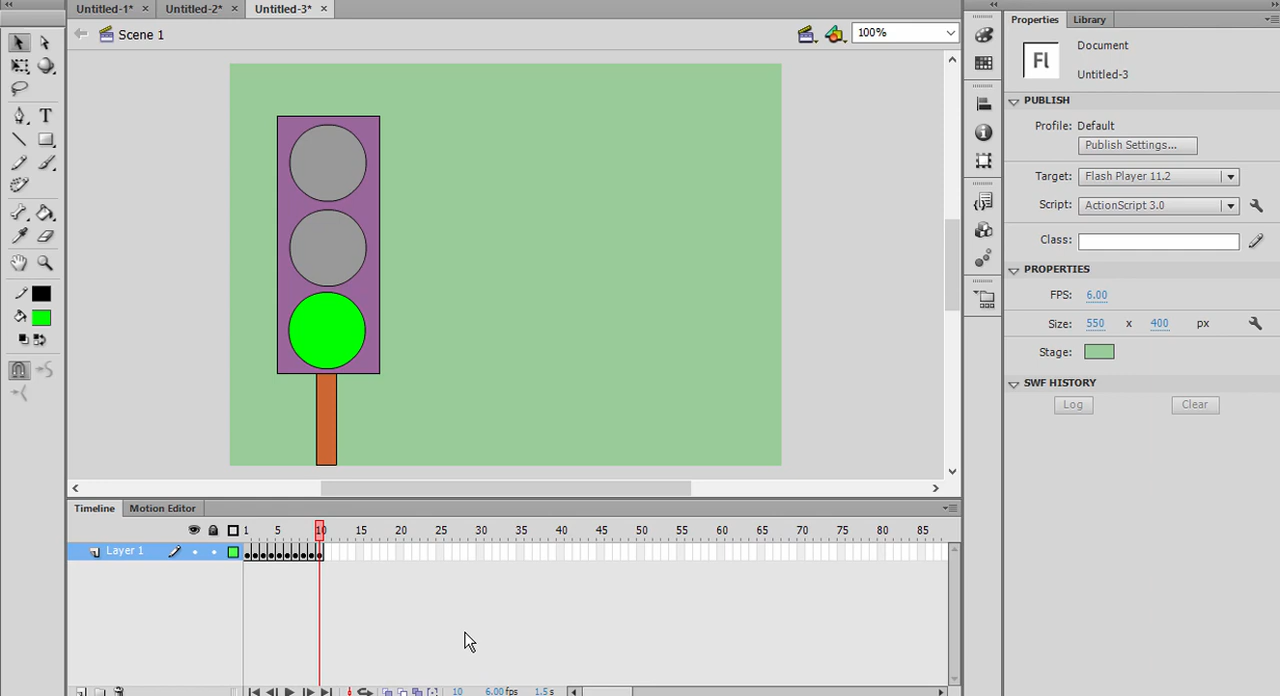 Untitled-1* × Untitled-2* × Untitled-3* ×
Scene 1
100%
Timeline Motion Editor
1 5 10 15 20 25 30 35 40 45 50 55 60 65 70 75 80 85
Layer 1
10 6.00 fps 1.5 s
Properties Library
Fl
Document
Untitled-3
PUBLISH
Profile: Default
Publish Settings...
Target: Flash Player 11.2
Script: ActionScript 3.0
Class:
PROPERTIES
FPS: 6.00
Size: 550 x 400 px
Stage:
SWF HISTORY
Log Clear